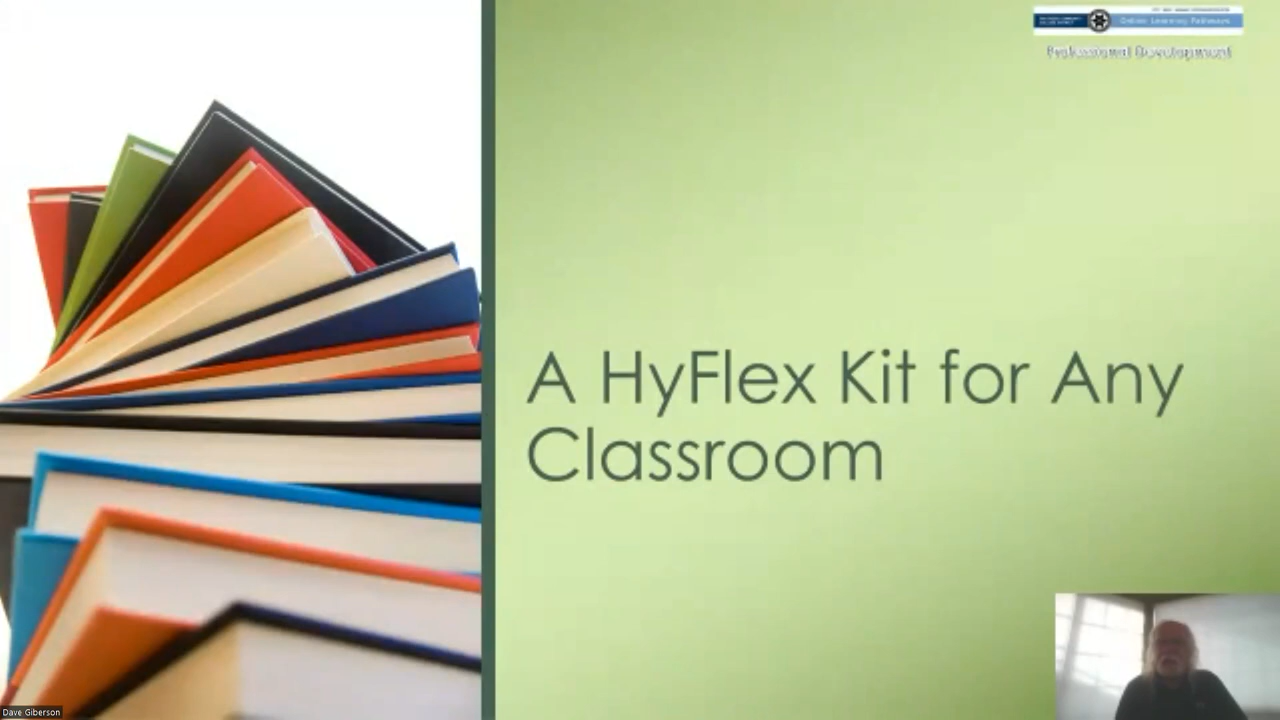 Online Learning Pathways
Professional Development
A HyFlex Kit for Any
Classroom
Dave Giberson